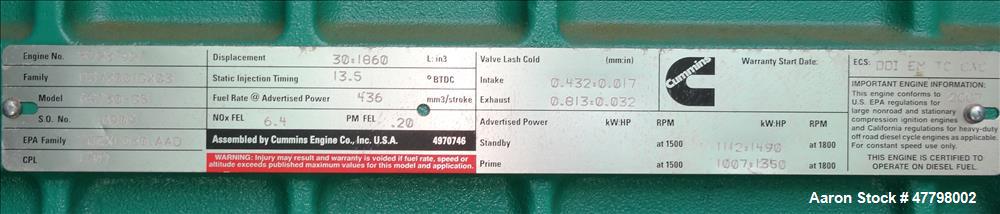 Engine No.
Family
Model
S.O. No.
EPA Family
CPL
Displacement 30:1860 L: in3
Static Injection Timing 13.5 °BTDC
Fuel Rate @ Advertised Power 436 mm3/stroke
NOx FEL 6.4 PM FEL .20
Assembled by Cummins Engine Co., Inc. U.S.A. 4970746
WARNING: Injury may result and warranty is voided if fuel rate, speed or
altitude exceeds published maximum values for this model and application.
Valve Lash Cold (mm:in)
Intake 0.432:0.017
Exhaust 0.813:0.032
Cummins
Warranty Start Date:
Advertised Power kW:HP RPM kW:HP RPM
Standby at 1500 1112:1490 at 1800
Prime at 1500 1007:1350 at 1800
ECS: DDI EM TC CAC
IMPORTANT ENGINE INFORMATION:
This engine conforms to
U.S. EPA regulations for
large nonroad and stationary
compression ignition engines
and California regulations for heavy-duty
off road diesel cycle engines as applicable.
For constant speed use only.
THIS ENGINE IS CERTIFIED TO
OPERATE ON DIESEL FUEL.
Aaron Stock # 47798002